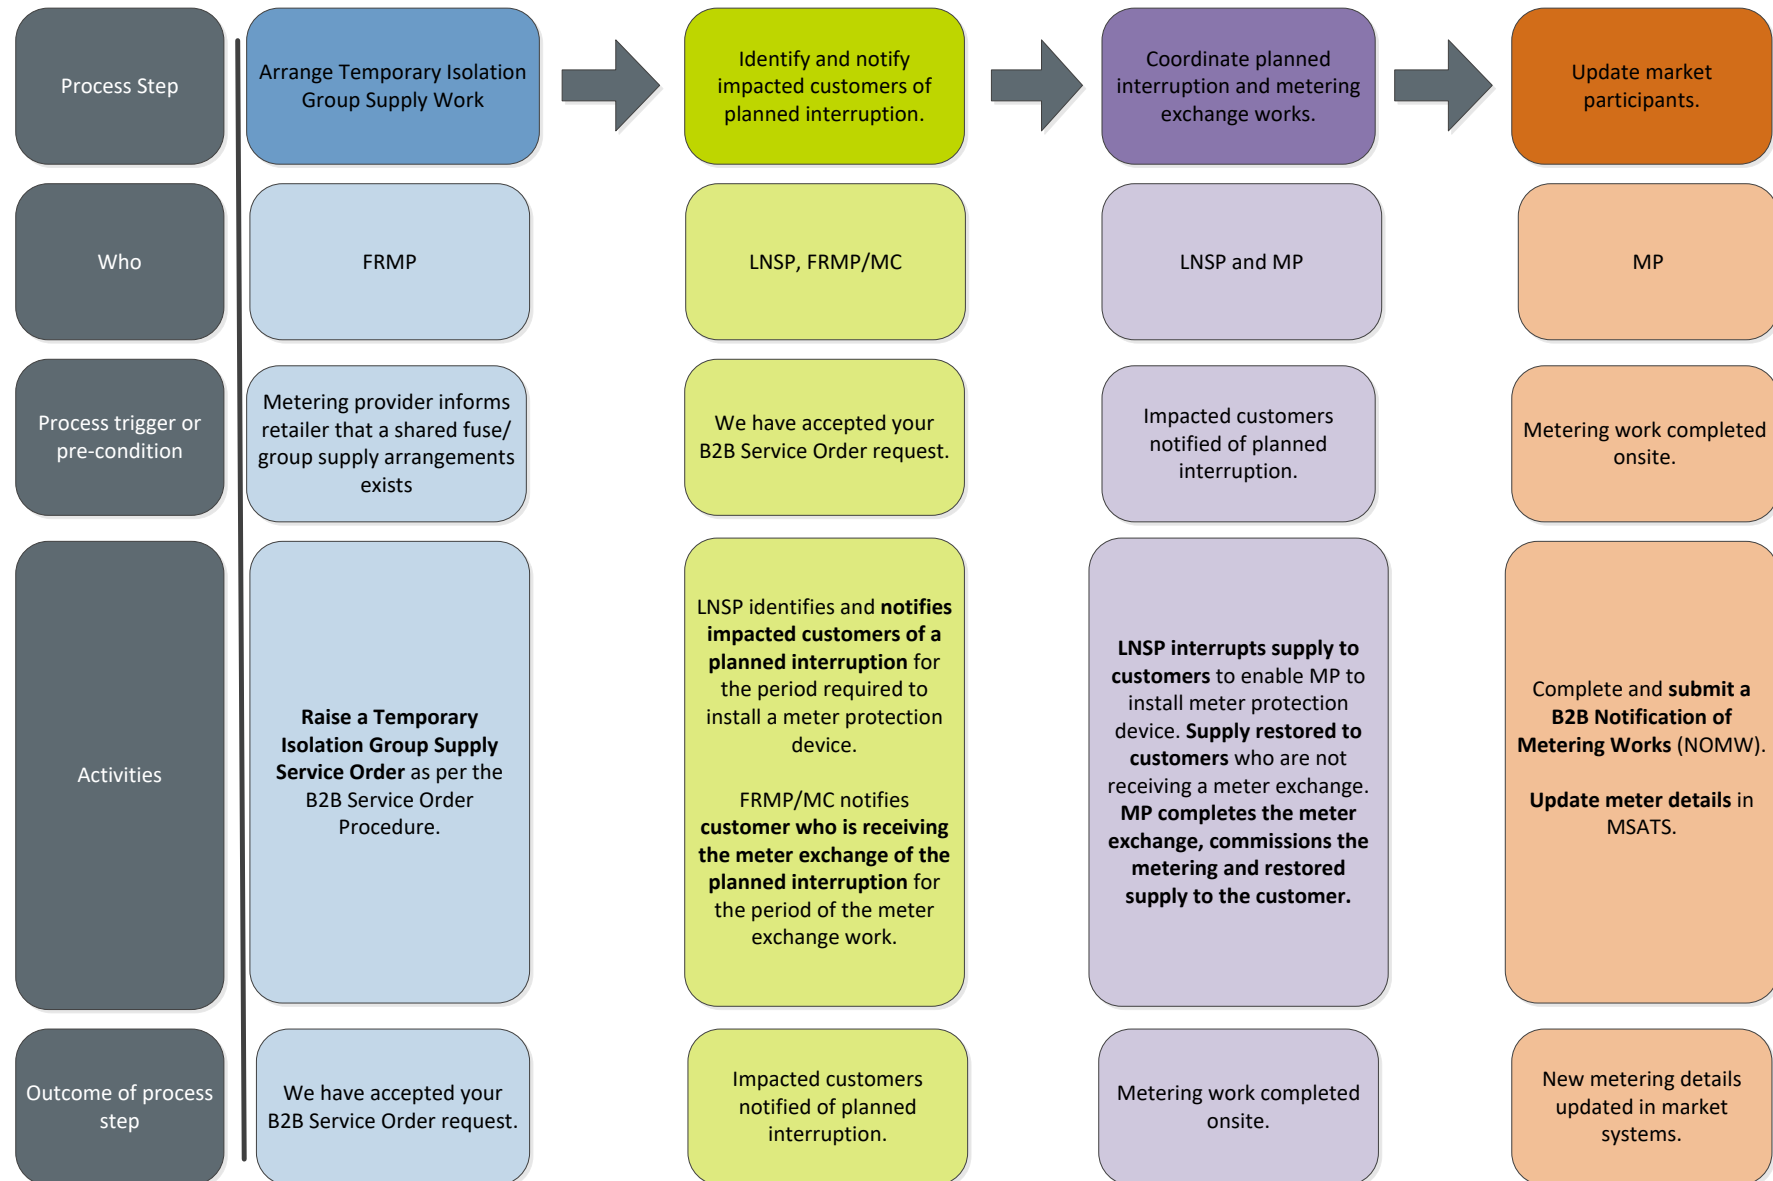 Process Step
Arrange Temporary Isolation
Group Supply Work
Identify and notify
impacted customers of
planned interruption.
Coordinate planned
interruption and metering
exchange works.
Update market
participants.
Who
FRMP
LNSP, FRMP/MC
LNSP and MP
MP
Process trigger or
pre-condition
Metering provider informs
retailer that a shared fuse/
group supply arrangements
exists
We have accepted your
B2B Service Order request.
Impacted customers
notified of planned
interruption.
Metering work completed
onsite.
Activities
Raise a Temporary
Isolation Group Supply
Service Order as per the
B2B Service Order
Procedure.
LNSP identifies and notifies
impacted customers of a
planned interruption for
the period required to
install a meter protection
device.
FRMP/MC notifies
customer who is receiving
the meter exchange of the
planned interruption for
the period of the meter
exchange work.
LNSP interrupts supply to
customers to enable MP to
install meter protection
device. Supply restored to
customers who are not
receiving a meter exchange.
MP completes the meter
exchange, commissions the
metering and restored
supply to the customer.
Complete and submit a
B2B Notification of
Metering Works (NOMW).
Update meter details in
MSATS.
Outcome of process
step
We have accepted your
B2B Service Order request.
Impacted customers
notified of planned
interruption.
Metering work completed
onsite.
New metering details
updated in market
systems.